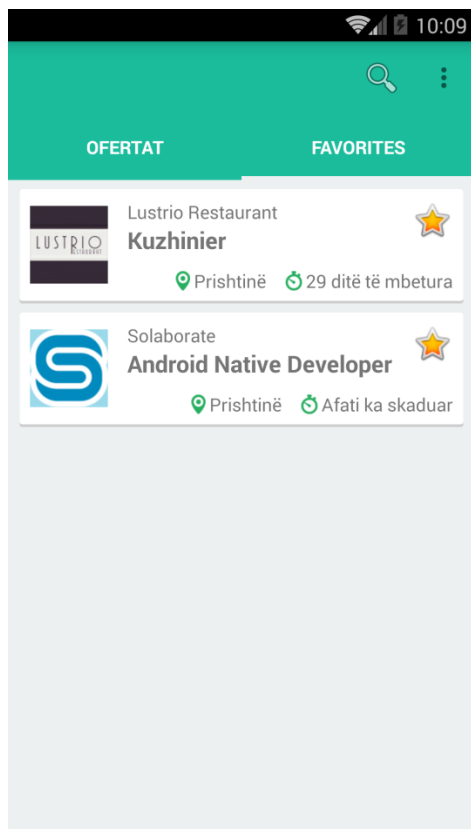 10:09
OFERTAT FAVORITES
Lustrio Restaurant
LUSTRIO
RESTAURANT
Kuzhinier
Prishtinë 29 ditë të mbetura
Solaborate
Android Native Developer
Prishtinë Afati ka skaduar